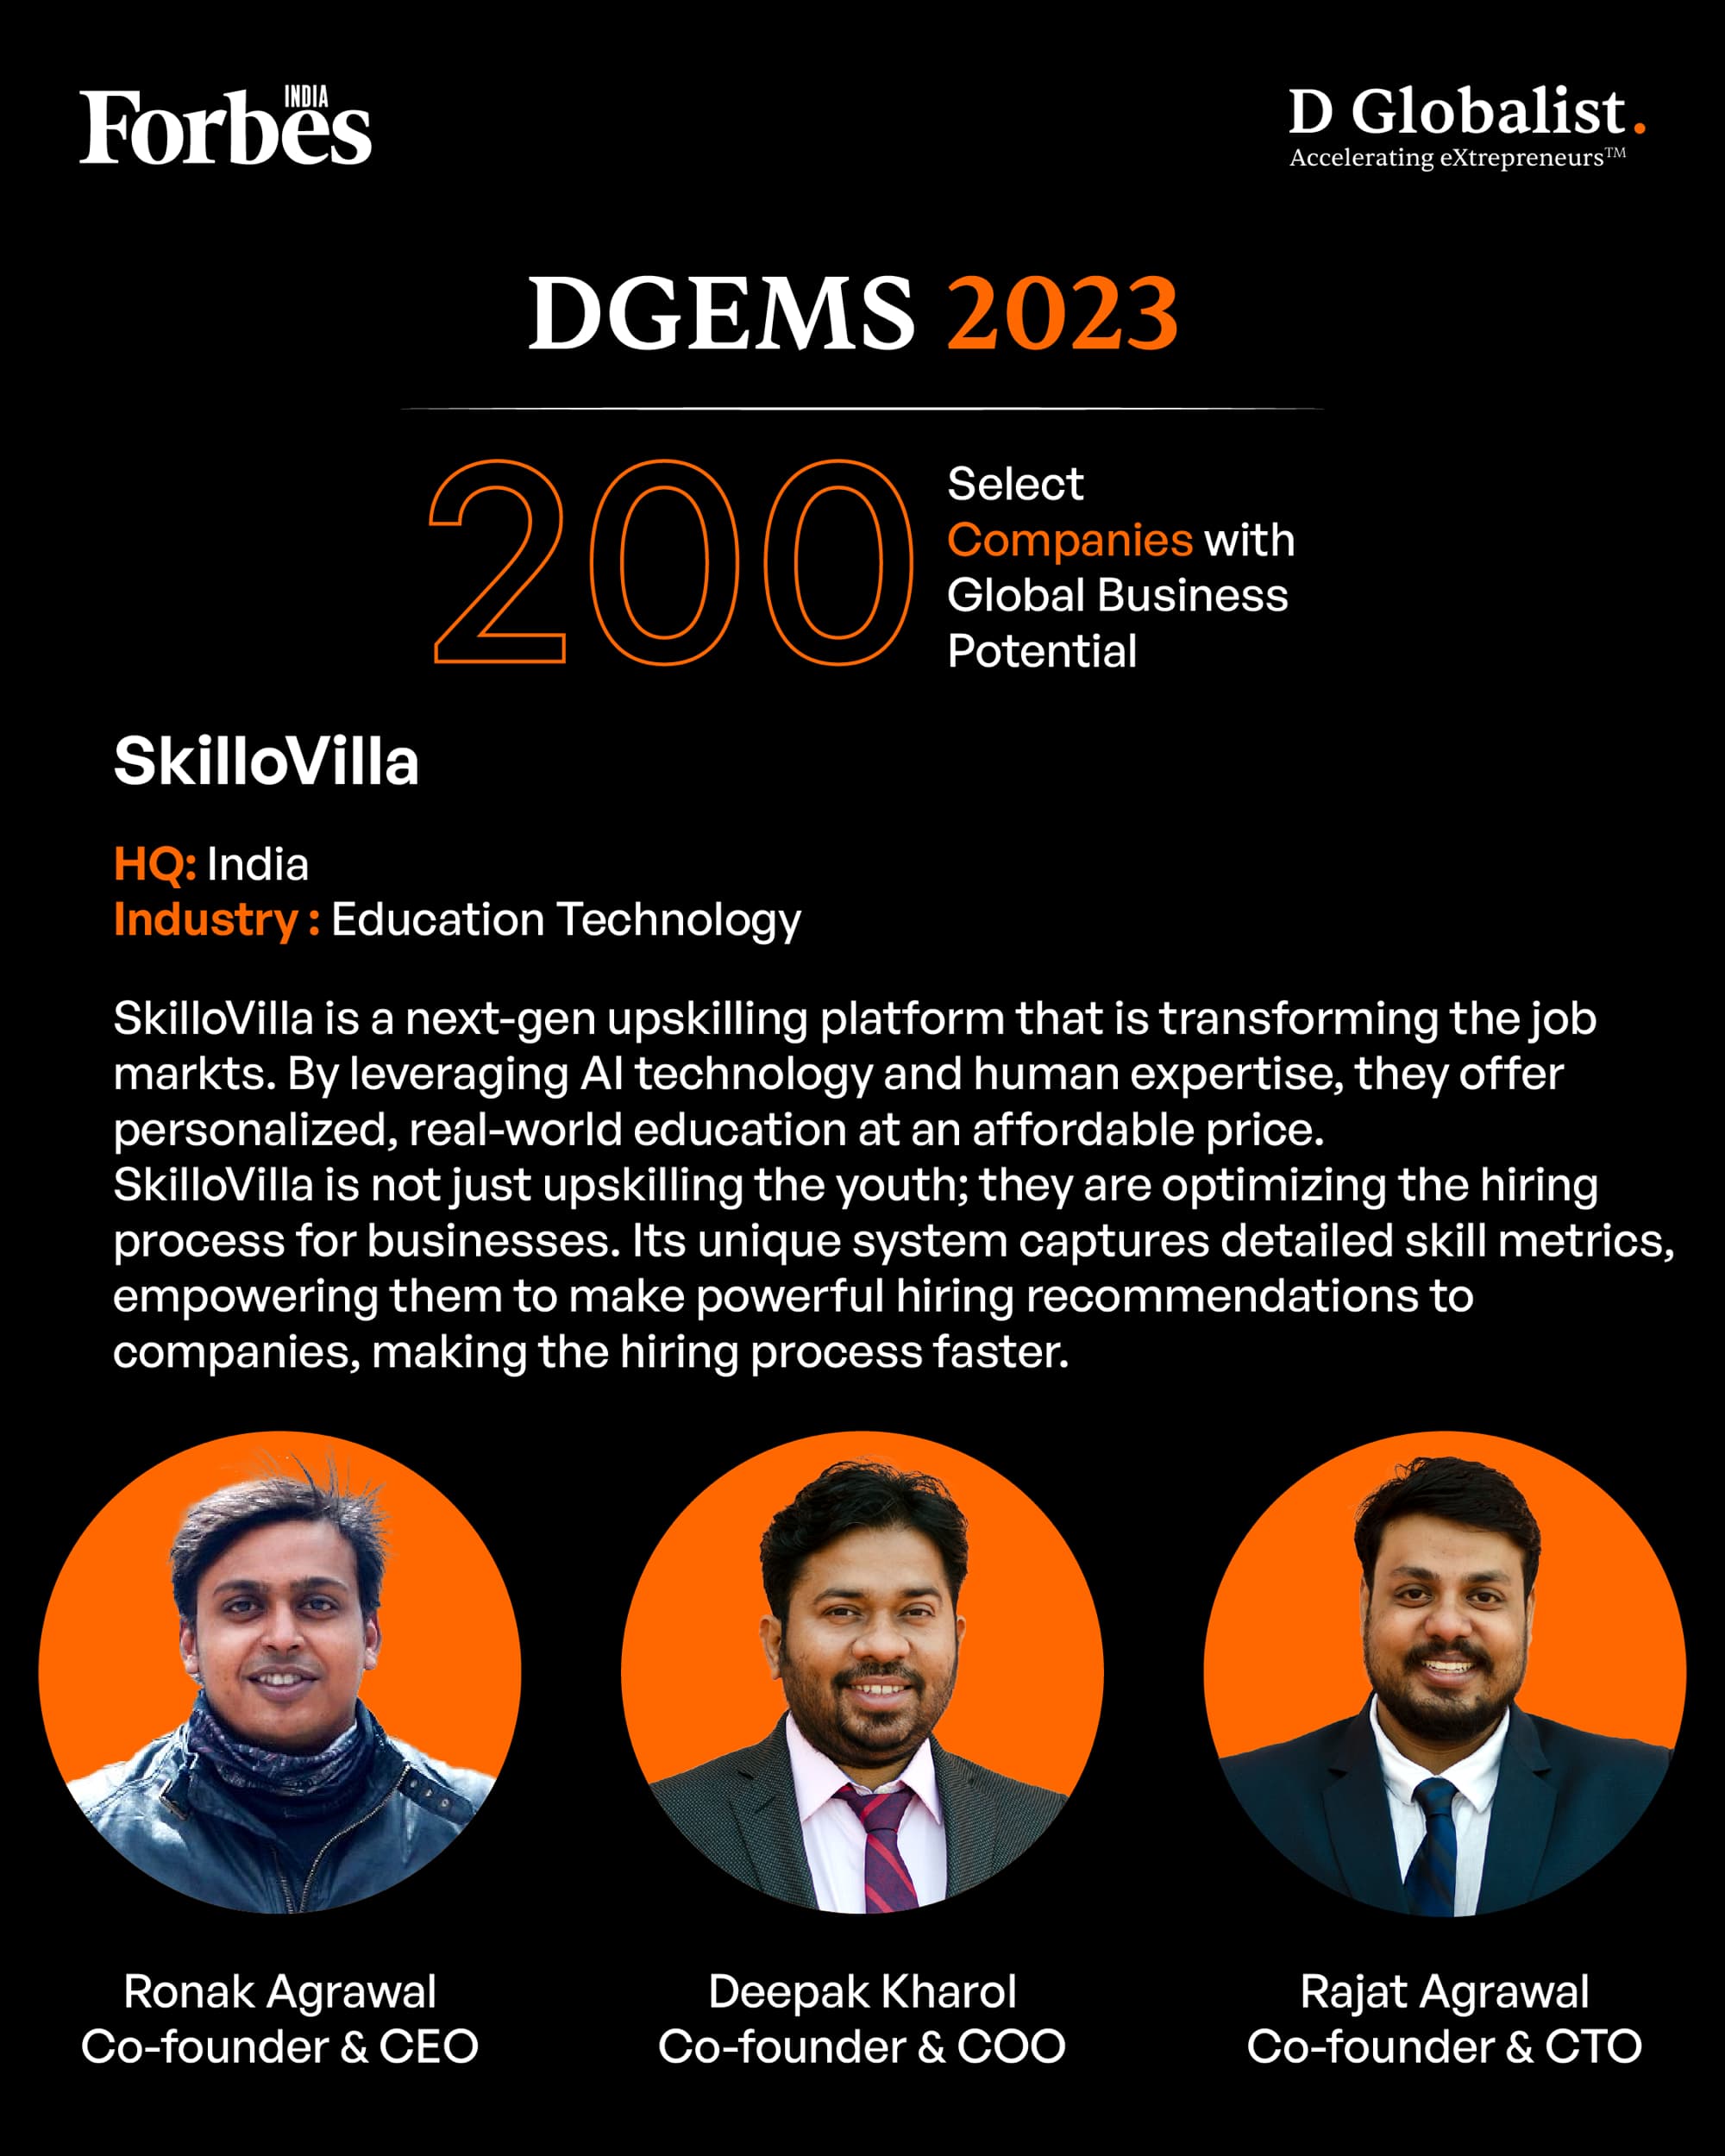 Forbes
INDIA
D Globalist.
Accelerating eXtrepreneurs™
DGEMS 2023
200
Select
Companies with
Global Business
Potential
SkilloVilla
HQ: India
Industry : Education Technology
SkilloVilla is a next-gen upskilling platform that is transforming the job
markts. By leveraging AI technology and human expertise, they offer
personalized, real-world education at an affordable price.
SkilloVilla is not just upskilling the youth; they are optimizing the hiring
process for businesses. Its unique system captures detailed skill metrics,
empowering them to make powerful hiring recommendations to
companies, making the hiring process faster.
Ronak Agrawal
Co-founder & CEO
Deepak Kharol
Co-founder & COO
Rajat Agrawal
Co-founder & CTO